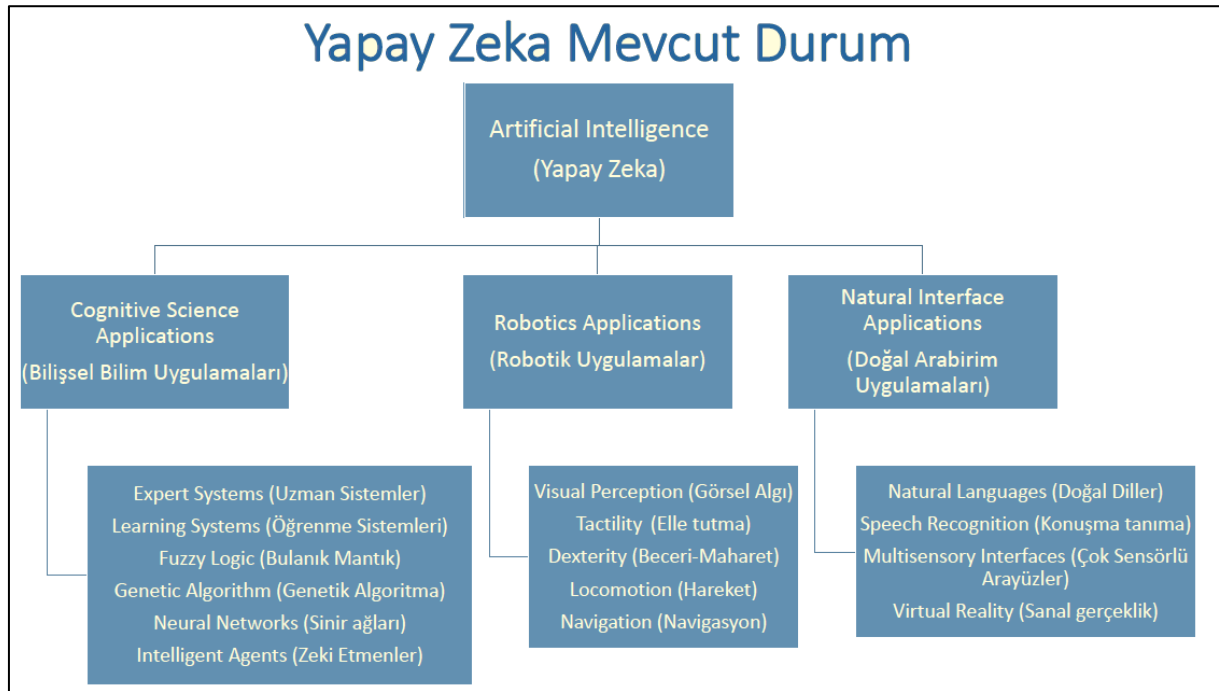 Yapay Zeka Mevcut Durum
Artificial Intelligence
(Yapay Zeka)
Cognitive Science
Applications
(Bilişsel Bilim Uygulamaları)
Robotics Applications
(Robotik Uygulamalar)
Natural Interface
Applications
(Doğal Arabirim
Uygulamaları)
Expert Systems (Uzman Sistemler)
Learning Systems (Öğrenme Sistemleri)
Fuzzy Logic (Bulanık Mantık)
Genetic Algorithm (Genetik Algoritma)
Neural Networks (Sinir ağları)
Intelligent Agents (Zeki Etmenler)
Visual Perception (Görsel Algı)
Tactility (Elle tutma)
Dexterity (Beceri-Maharet)
Locomotion (Hareket)
Navigation (Navigasyon)
Natural Languages (Doğal Diller)
Speech Recognition (Konuşma tanıma)
Multisensory Interfaces (Çok Sensörlü
Arayüzler)
Virtual Reality (Sanal gerçeklik)